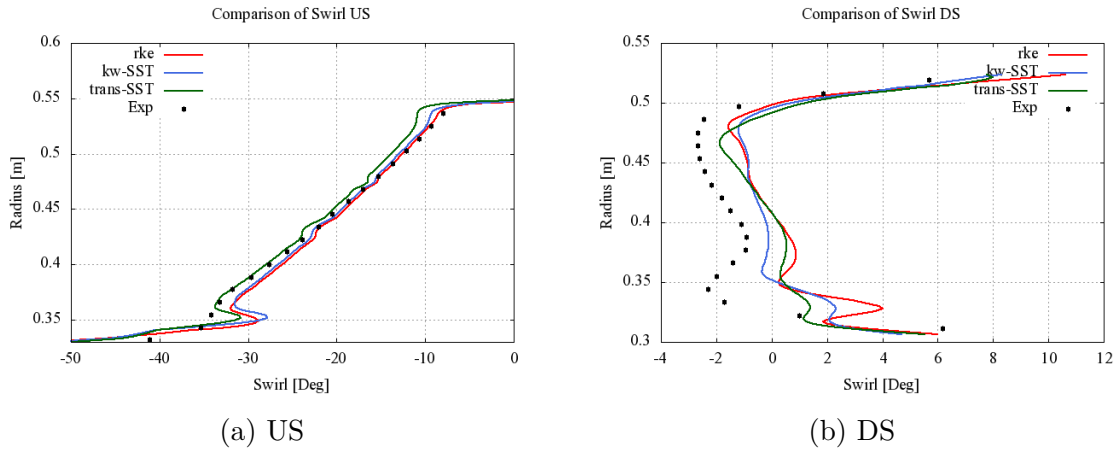 Comparison of Swirl US
0.6
0.55
0.5
0.45
0.4
0.35
Radius [m]
rke
kw-SST
trans-SST
Exp
-50
-40
-30
-20
-10
0
Swirl [Deg]
(a) US
Comparison of Swirl DS
0.55
0.5
0.45
0.4
0.35
0.3
Radius [m]
rke
kw-SST
trans-SST
Exp
-4
-2
0
2
4
6
8
10
12
Swirl [Deg]
(b) DS